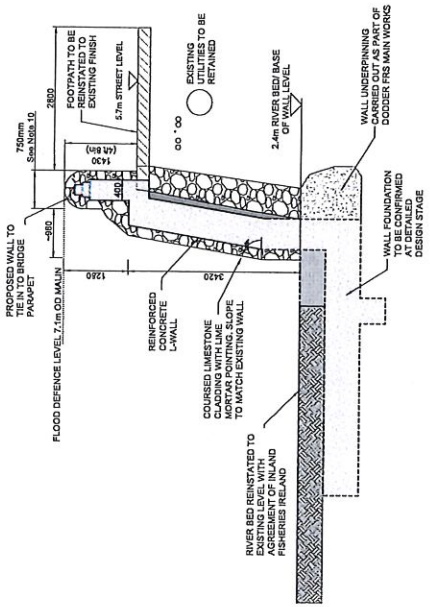 PROPOSED WALL TO
TIE IN TO BRIDGE
PARAPET
FLOOD DEFENCE LEVEL 7.1m OD MALIN
750mm
See Note 10
~980
400
1430
(4ft 8in)
1280
3420
2800
FOOTPATH TO BE
REINSTATED TO
EXISTING FINISH
5.7m STREET LEVEL
EXISTING
UTILITIES TO BE
RETAINED
2.4m RIVER BED/ BASE
OF WALL LEVEL
REINFORCED
CONCRETE
L-WALL
COURSED LIMESTONE
CLADDING WITH LIME
MORTAR POINTING. SLOPE
TO MATCH EXISTING WALL
RIVER BED REINSTATED TO
EXISTING LEVEL WITH
AGREEMENT OF INLAND
FISHERIES IRELAND
WALL FOUNDATION
TO BE CONFIRMED
AT DETAILED
DESIGN STAGE
WALL UNDERPINNING
CARRIED OUT AS PART OF
DODDER FRS MAIN WORKS